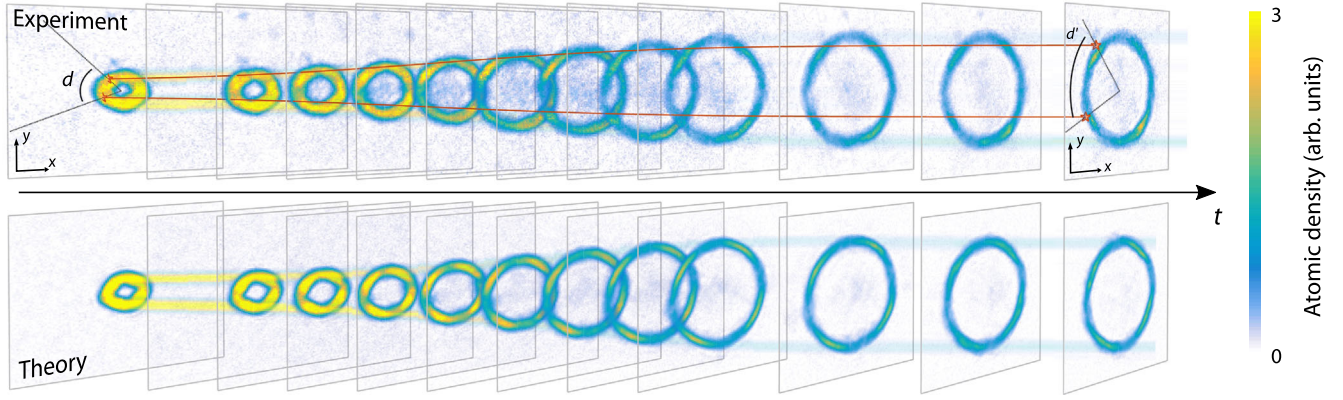 Experiment
d
y
x
d'
y
x
t
Theory
3
Atomic density (arb. units)
0